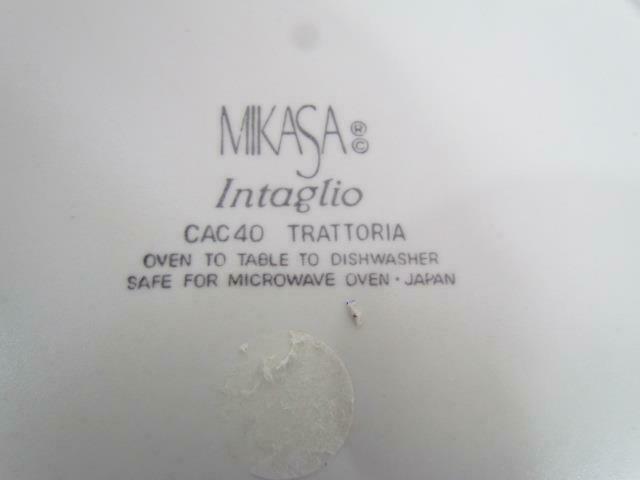 MIKASA ® ©
Intaglio
CAC40 TRATTORIA
OVEN TO TABLE TO DISHWASHER
SAFE FOR MICROWAVE OVEN · JAPAN